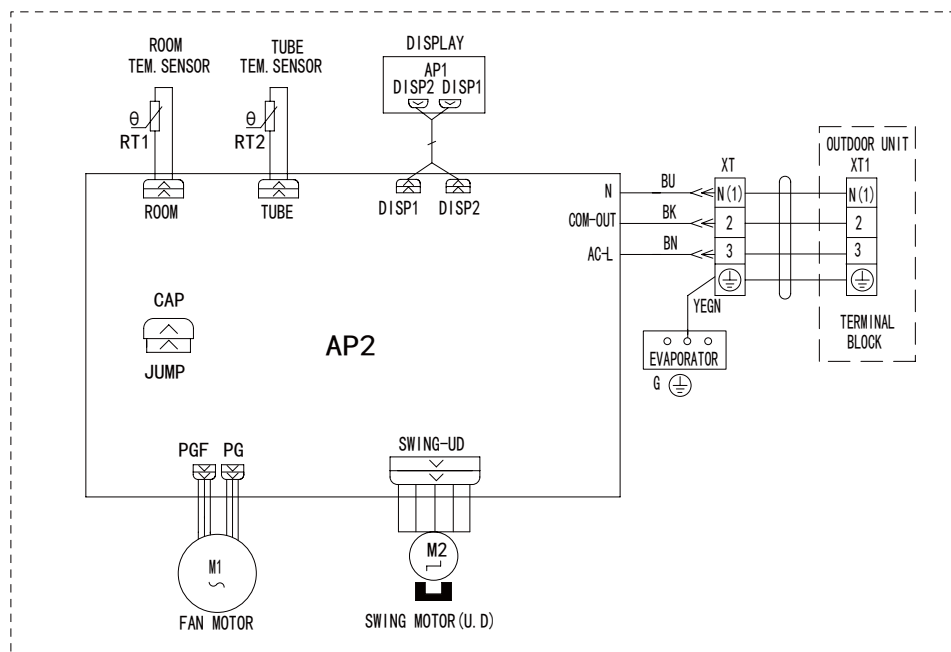 ROOM
TEM. SENSOR
TUBE
TEM. SENSOR
DISPLAY
AP1
DISP2 DISP1
θ
RT1
θ
RT2
ROOM
TUBE
DISP1 DISP2
N
BU
XT
N(1)
COM-OUT
BK
2
AC-L
BN
3
YEGN
EVAPORATOR
G
OUTDOOR UNIT
XT1
N(1)
2
3
TERMINAL
BLOCK
CAP
JUMP
AP2
PGF PG
SWING-UD
M1
FAN MOTOR
M2
SWING MOTOR(U.D)